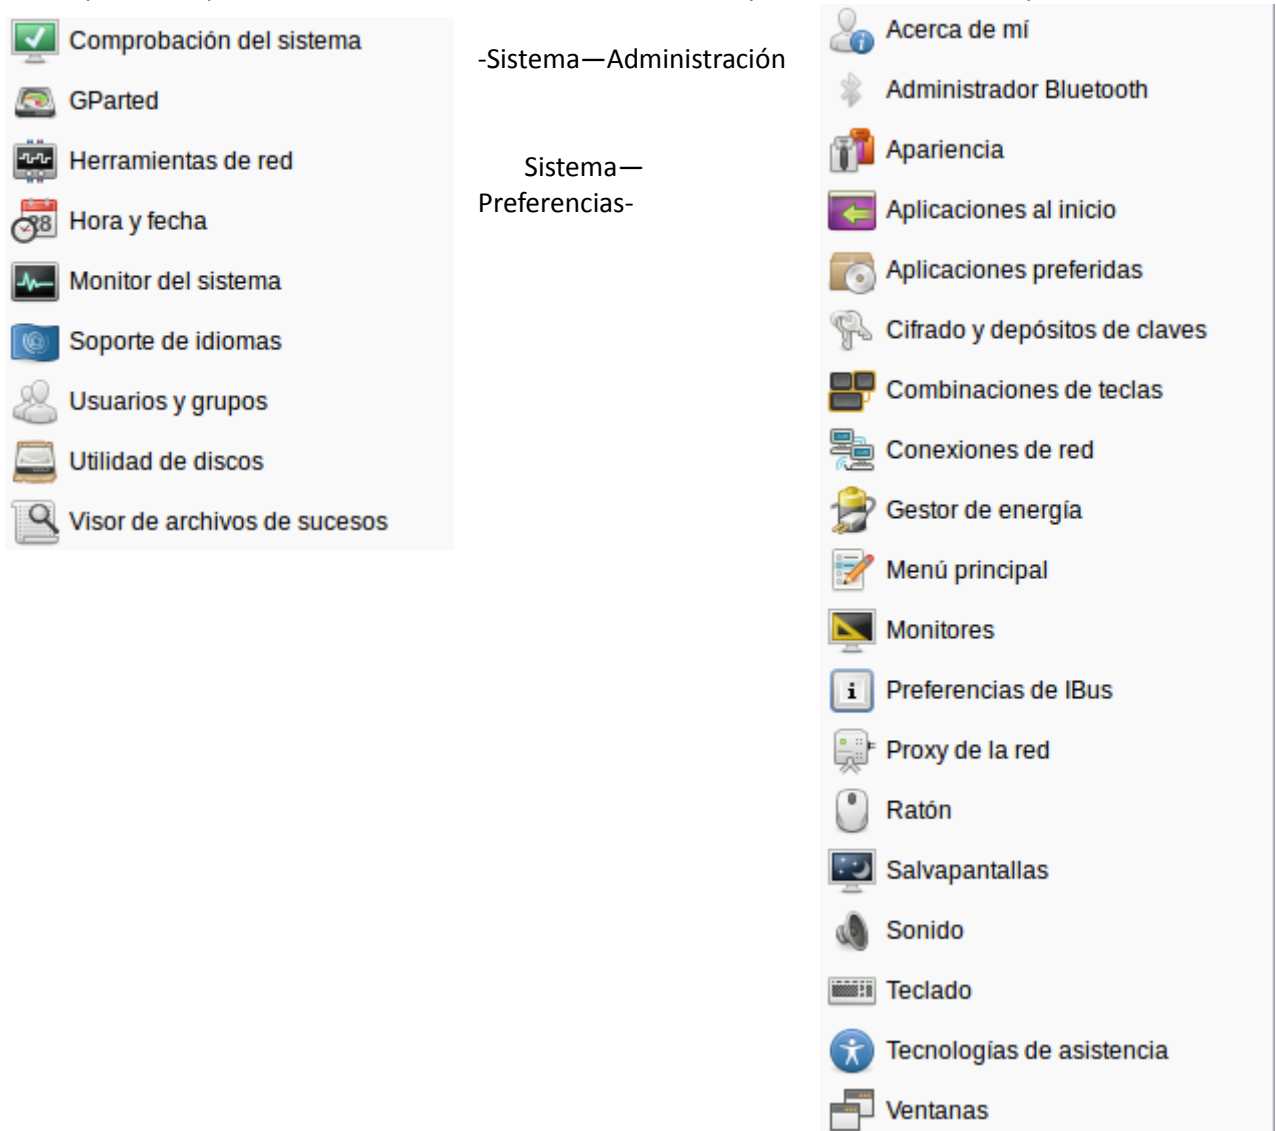 Comprobación del sistema
GParted
Herramientas de red
Hora y fecha
Monitor del sistema
Soporte de idiomas
Usuarios y grupos
Utilidad de discos
Visor de archivos de sucesos
-Sistema—Administración
Sistema—
Preferencias-
Acerca de mí
Administrador Bluetooth
Apariencia
Aplicaciones al inicio
Aplicaciones preferidas
Cifrado y depósitos de claves
Combinaciones de teclas
Conexiones de red
Gestor de energía
Menú principal
Monitores
Preferencias de IBus
Proxy de la red
Ratón
Salvapantallas
Sonido
Teclado
Tecnologías de asistencia
Ventanas